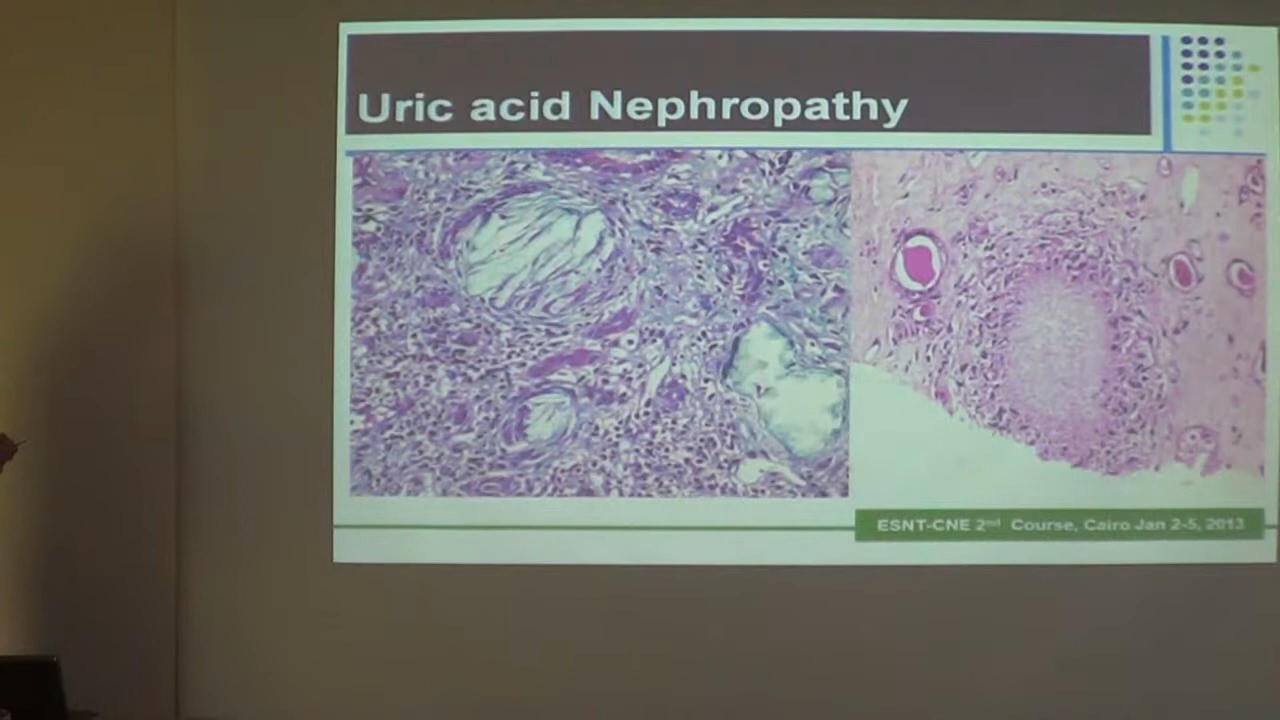 Uric acid Nephropathy
ESNT-CNE 2nd Course, Cairo Jan 2-5, 2013